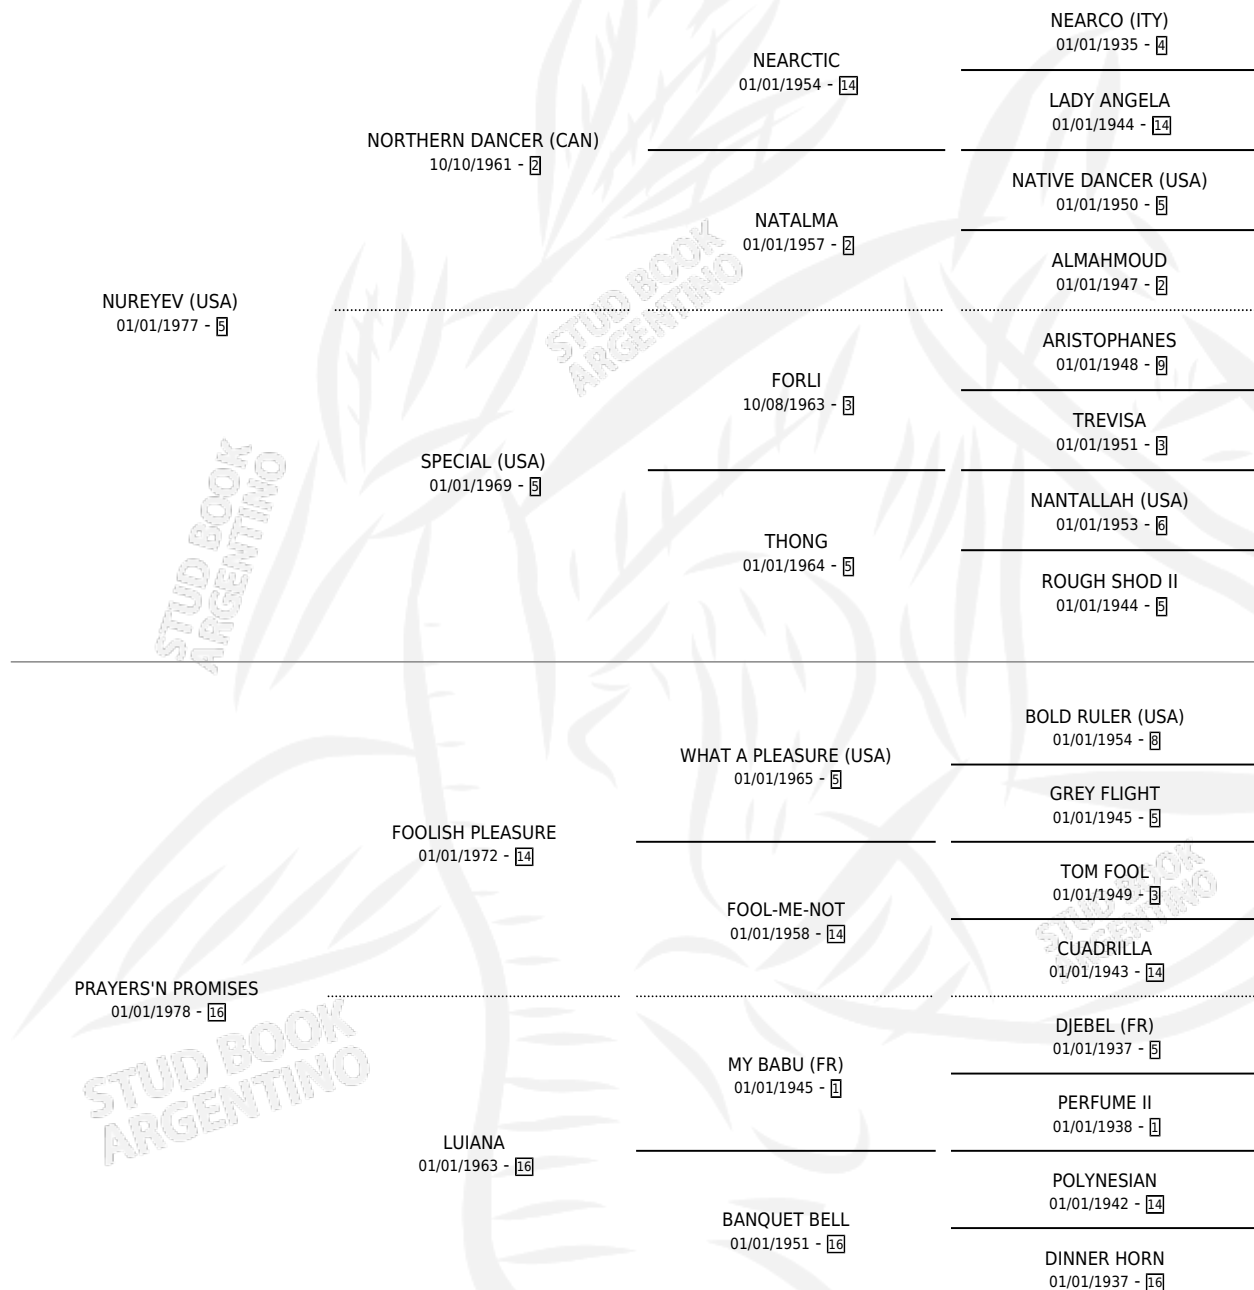 NEARCO (ITY)
01/01/1935 - 4
NEARCTIC
01/01/1954 - 14
LADY ANGELA
01/01/1944 - 14
NORTHERN DANCER (CAN)
10/10/1961 - 2
NATIVE DANCER (USA)
01/01/1950 - 5
NATALMA
01/01/1957 - 2
ALMAHMOUD
01/01/1947 - 2
NUREYEV (USA)
01/01/1977 - 5
STUD BOOK
ARGENTINO
ARISTOPHANES
01/01/1948 - 9
FORLI
10/08/1963 - 3
TREVISA
01/01/1951 - 3
SPECIAL (USA)
01/01/1969 - 5
NANTALLAH (USA)
01/01/1953 - 6
THONG
01/01/1964 - 5
ROUGH SHOD II
01/01/1944 - 5
STUD BOOK
ARGENTINO
BOLD RULER (USA)
01/01/1954 - 8
WHAT A PLEASURE (USA)
01/01/1965 - 5
GREY FLIGHT
01/01/1945 - 5
FOOLISH PLEASURE
01/01/1972 - 14
TOM FOOL
01/01/1949 - 3
FOOL-ME-NOT
01/01/1958 - 14
STUD BOOK
ARGENTINO
CUADRILLA
01/01/1943 - 14
PRAYERS'N PROMISES
01/01/1978 - 16
STUD BOOK
ARGENTINO
DJEBEL (FR)
01/01/1937 - 5
MY BABU (FR)
01/01/1945 - 1
PERFUME II
01/01/1938 - 1
LUIANA
01/01/1963 - 16
POLYNESIAN
01/01/1942 - 14
BANQUET BELL
01/01/1951 - 16
DINNER HORN
01/01/1937 - 16